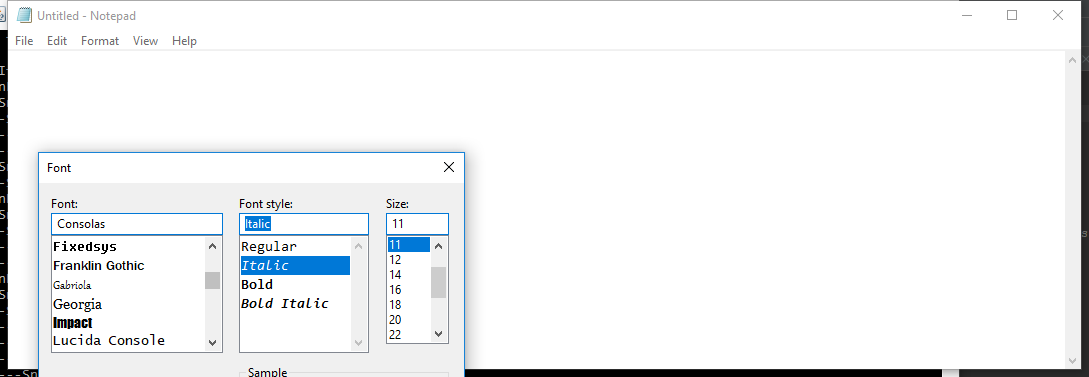 Untitled - Notepad
File Edit Format View Help
Font
Font: Font style: Size:
Consolas Italic 11
Fixedsys Regular 11
Franklin Gothic Italic 12
Gabriola Bold 14
Georgia Bold Italic 16
Impact 18
Lucida Console 20
22
Sample